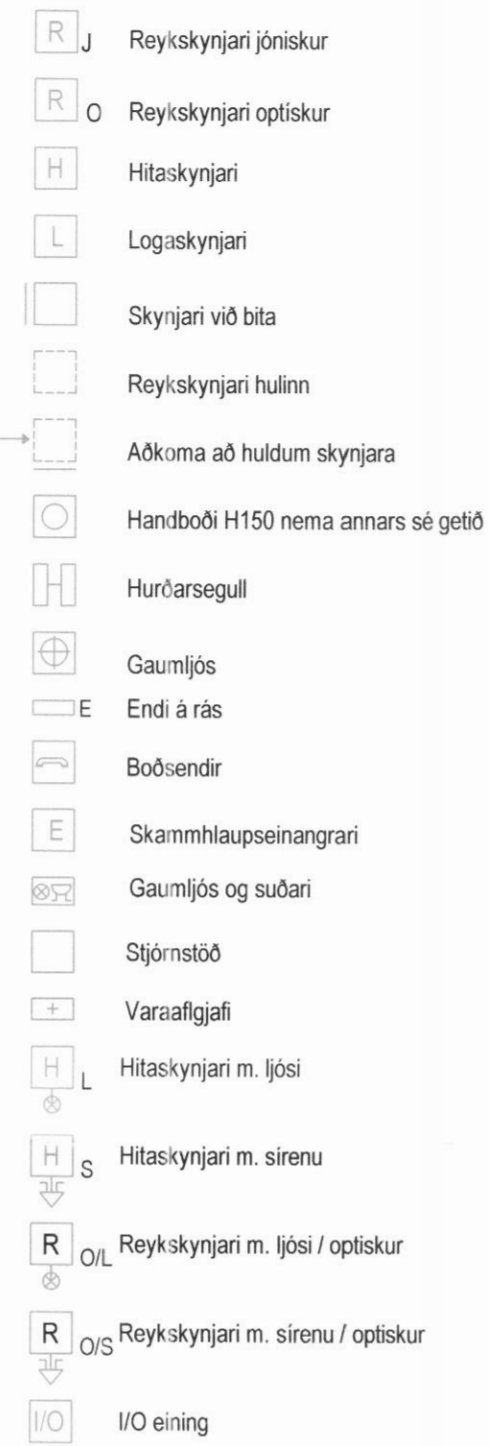 R J Reykskynjari jóniskur
R O Reykskynjari optískur
H Hitaskynjari
L Logaskynjari
Skynjari við bita
Reykskynjari hulinn
Aðkoma að huldum skynjara
Handboði H150 nema annars sé getið
H Hurðarsegull
Gaumljós
E Endi á rás
Boðsendir
E Skammhlaupseinangrari
Gaumljós og suðari
Stjórnstöð
+ Varaaflgjafi
H L Hitaskynjari m. ljósi
H S Hitaskynjari m. sírenu
R O/L Reykskynjari m. ljósi / optiskur
R O/S Reykskynjari m. sírenu / optiskur
I/O I/O eining